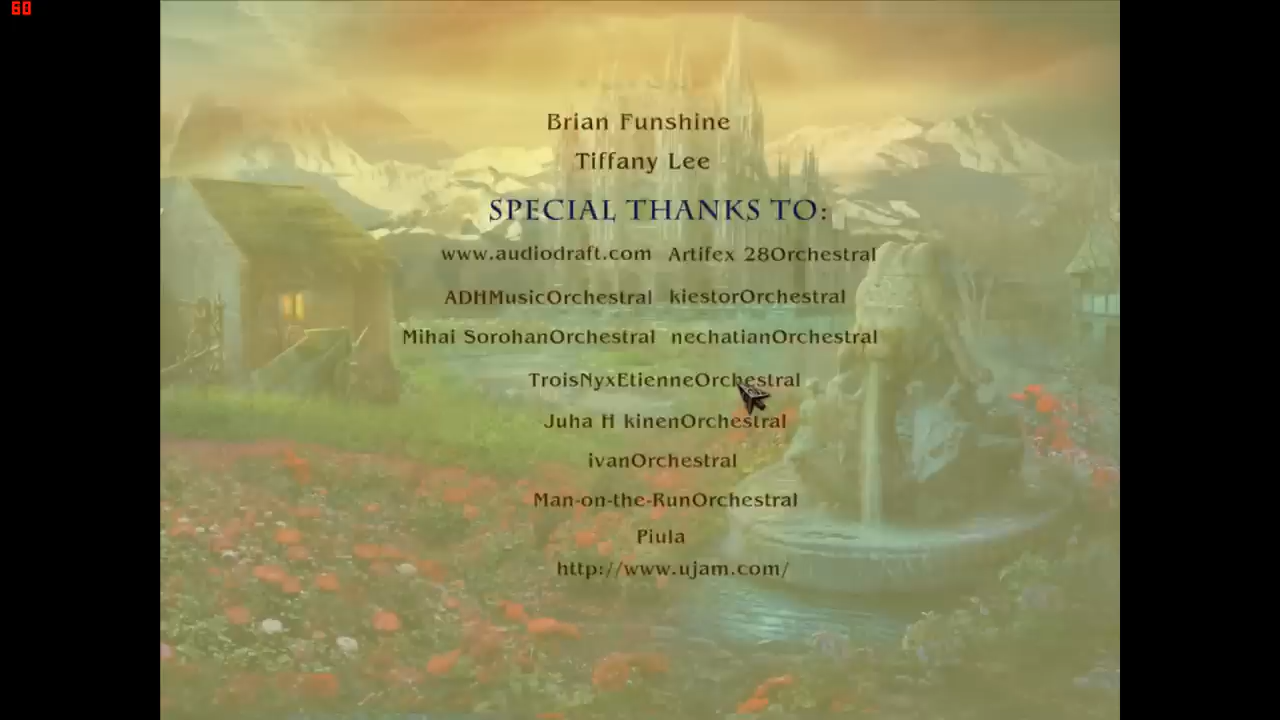 60
Brian Funshine
Tiffany Lee
SPECIAL THANKS TO:
www.audiodraft.com Artifex 28Orchestral
ADHMusicOrchestral kiestorOrchestral
Mihai SorohanOrchestral nechatianOrchestral
TroisNyxEtienneOrchestral
Juha H kinenOrchestral
ivanOrchestral
Man-on-the-RunOrchestral
Piula
http://www.ujam.com/